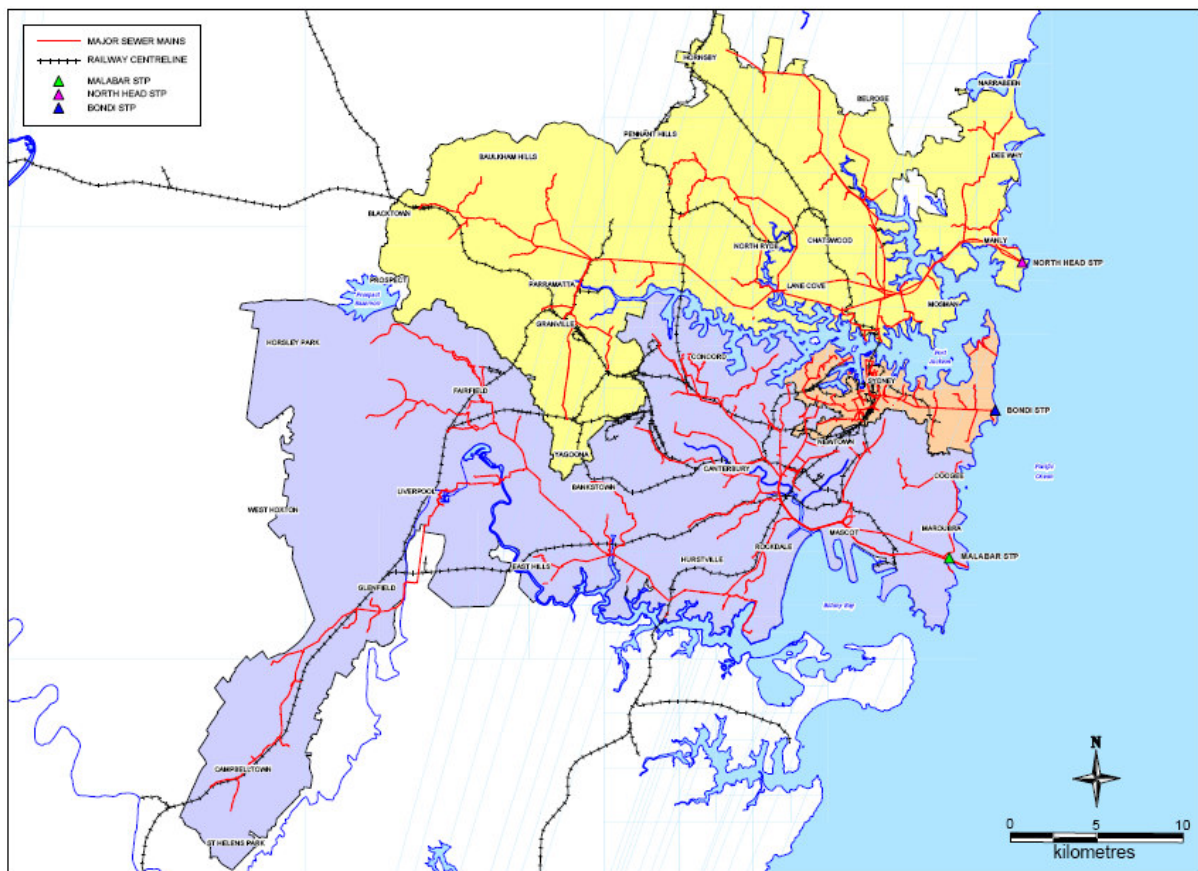 MAJOR SEWER MAINS
RAILWAY CENTRELINE
MALABAR STP
NORTH HEAD STP
BONDI STP
HORNSBY
NARRABEEN
BELROSE
PENNANT HILLS
DEE WHY
BAULKHAM HILLS
BLACKTOWN
NORTH RYDE
CHATSWOOD
MANLY
NORTH HEAD STP
PROSPECT
Prospect
Reservoir
PARRAMATTA
LANE COVE
MOSMAN
GRANVILLE
HORSLEY PARK
CONCORD
Port
Jackson
SYDNEY
FAIRFIELD
BONDI STP
NEWTOWN
YAGOONA
CANTERBURY
Pacific
Ocean
COOGEE
BANKSTOWN
LIVERPOOL
WEST HOXTON
MAROUBRA
MASCOT
ROCKDALE
HURSTVILLE
MALABAR STP
EAST HILLS
GLENFIELD
Botany Bay
CAMPBELLTOWN
ST HELENS PARK
N
0 5 10
kilometres